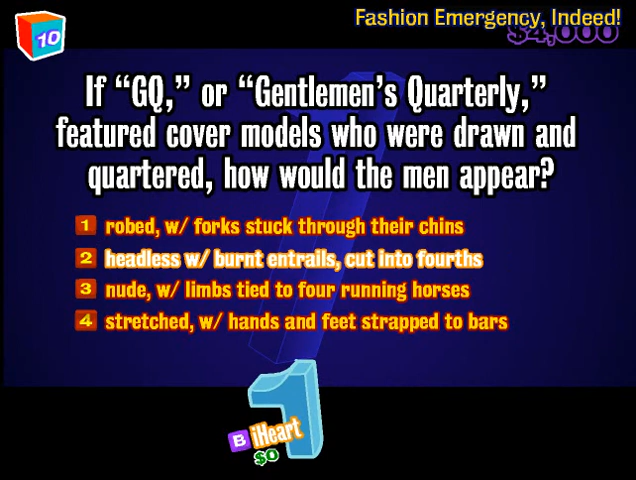 10
Fashion Emergency, Indeed!
$4,000
If “GQ,” or “Gentlemen’s Quarterly,”
featured cover models who were drawn and
quartered, how would the men appear?
1 robed, w/ forks stuck through their chins
2 headless w/ burnt entrails, cut into fourths
3 nude, w/ limbs tied to four running horses
4 stretched, w/ hands and feet strapped to bars
1
B iHeart
$0